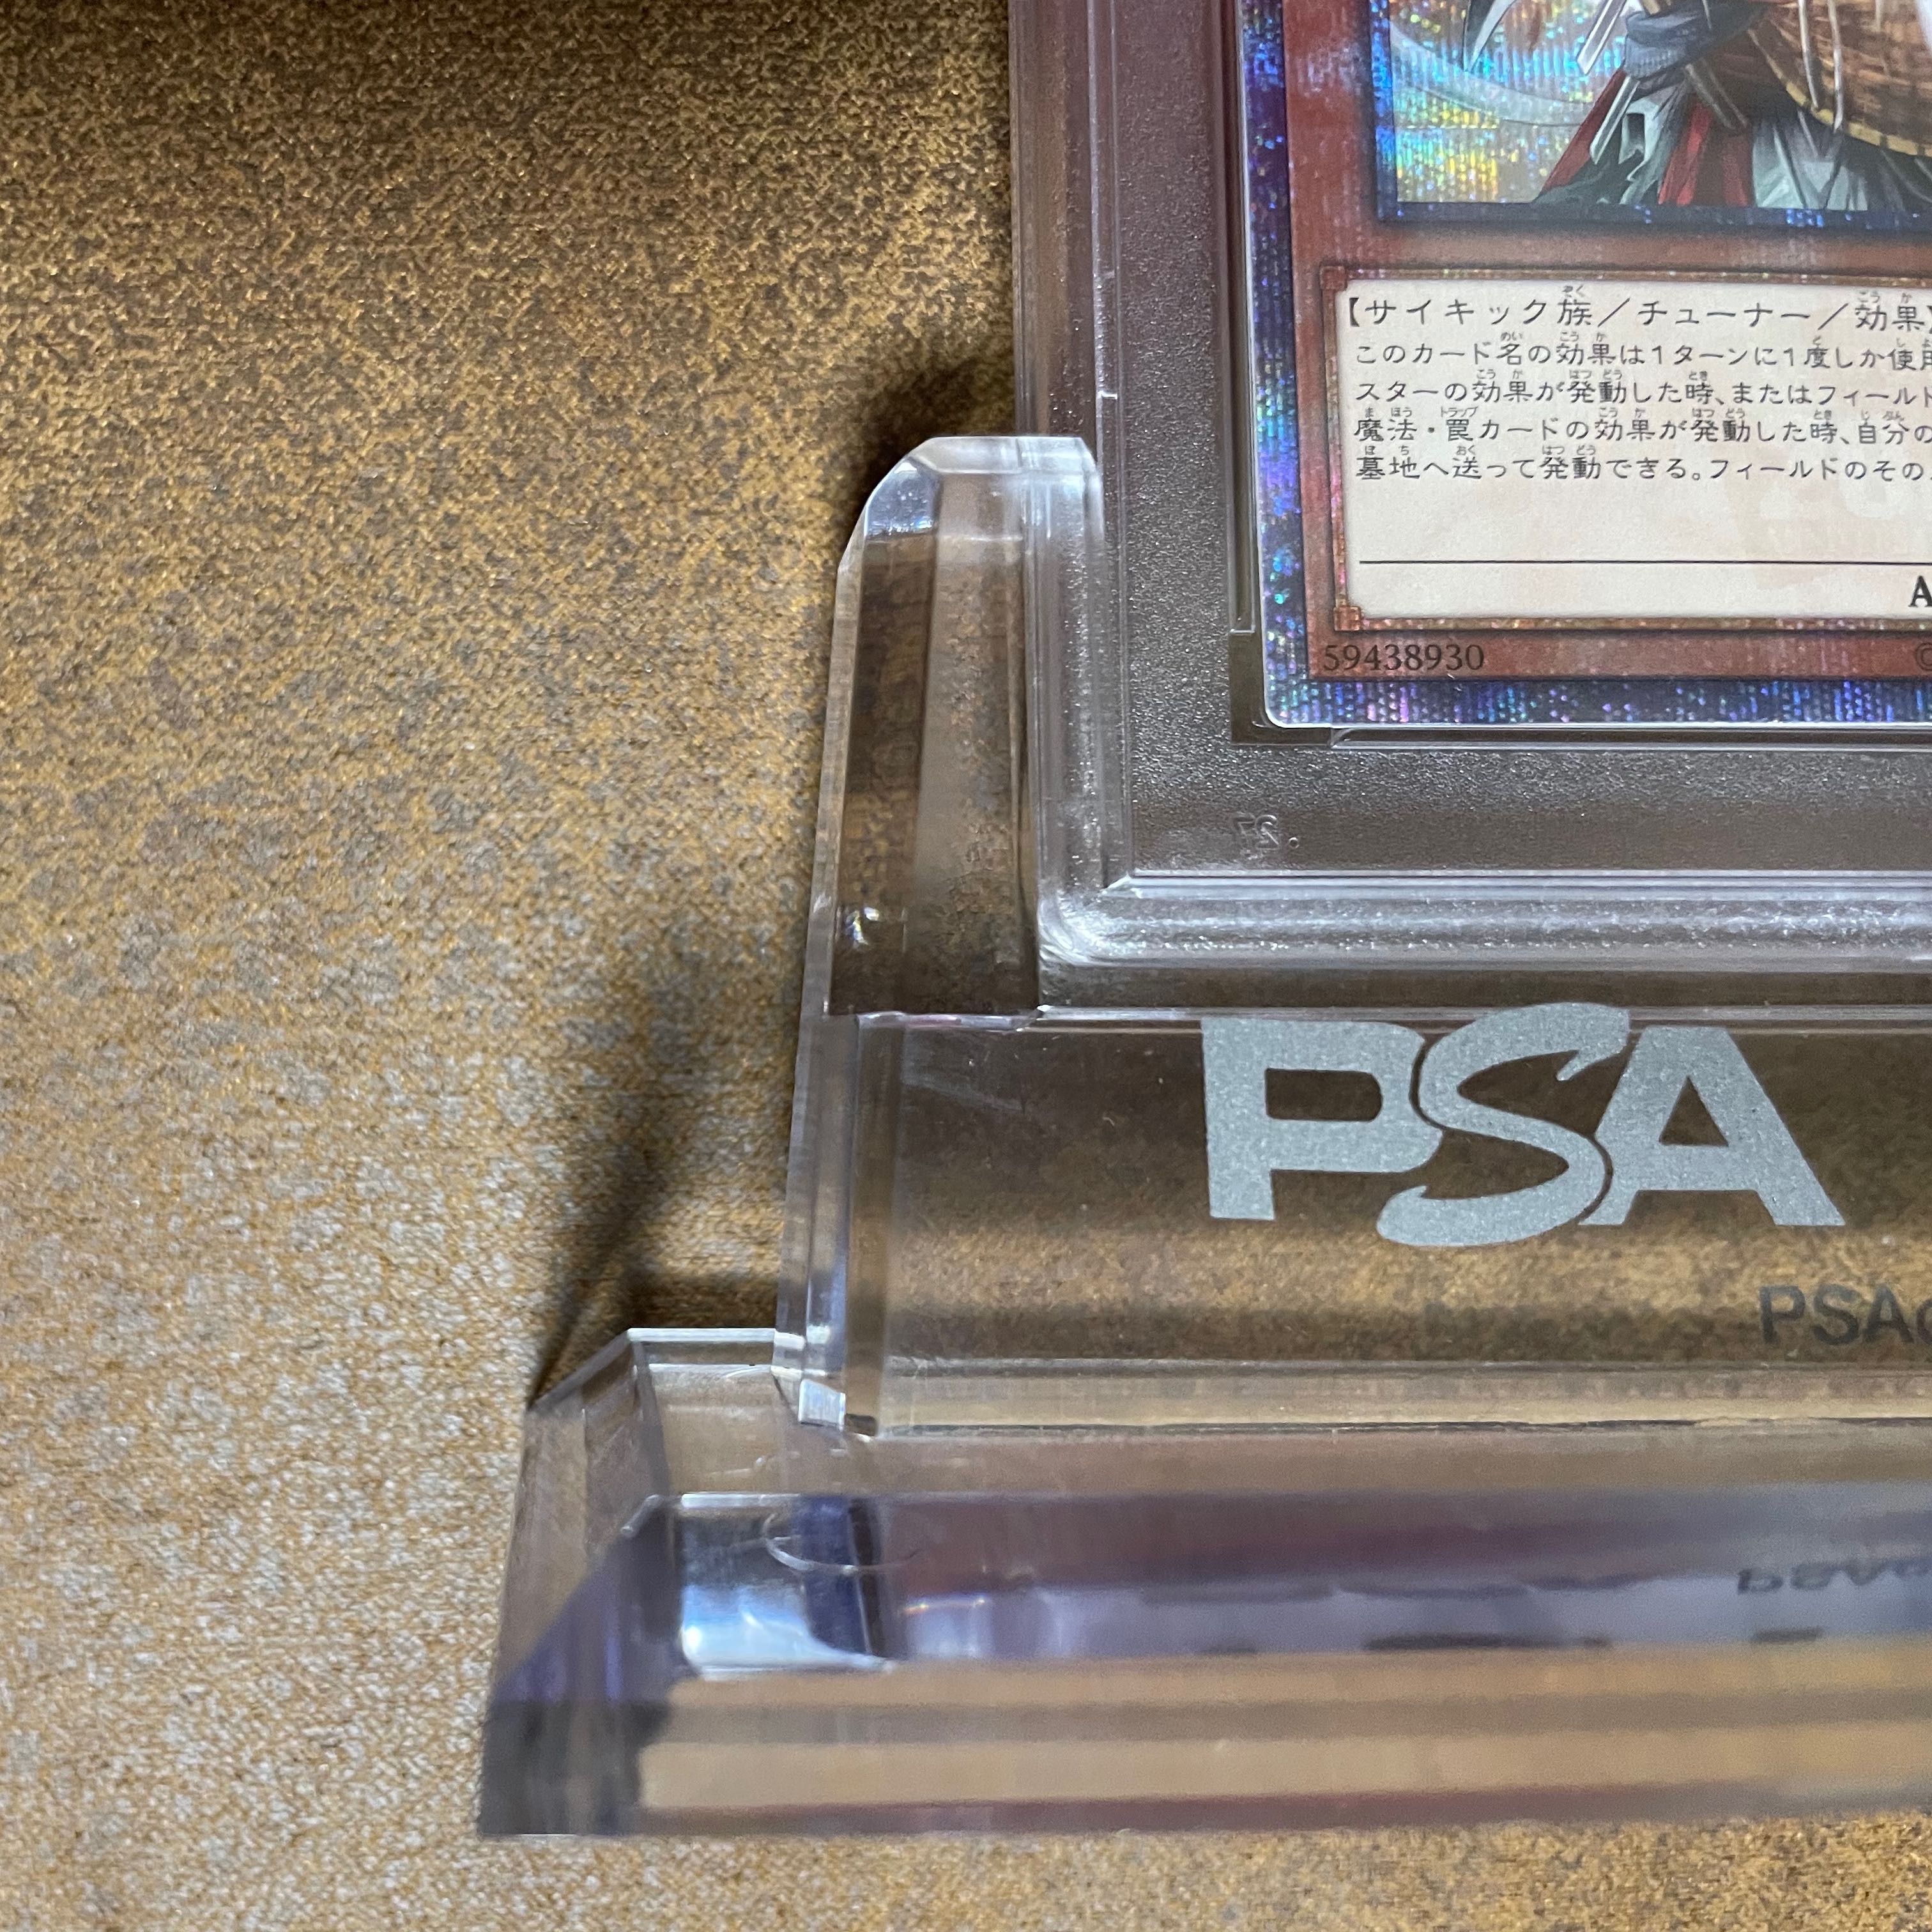 【サイキック族／チューナー／効果】
このカード名の効果は1ターンに1度しか使用
スターの効果が発動した時、またはフィールド
魔法・罠カードの効果が発動した時、自分の
墓地へ送って発動できる。フィールドのその
A
59438930 ©
PSA
PSA